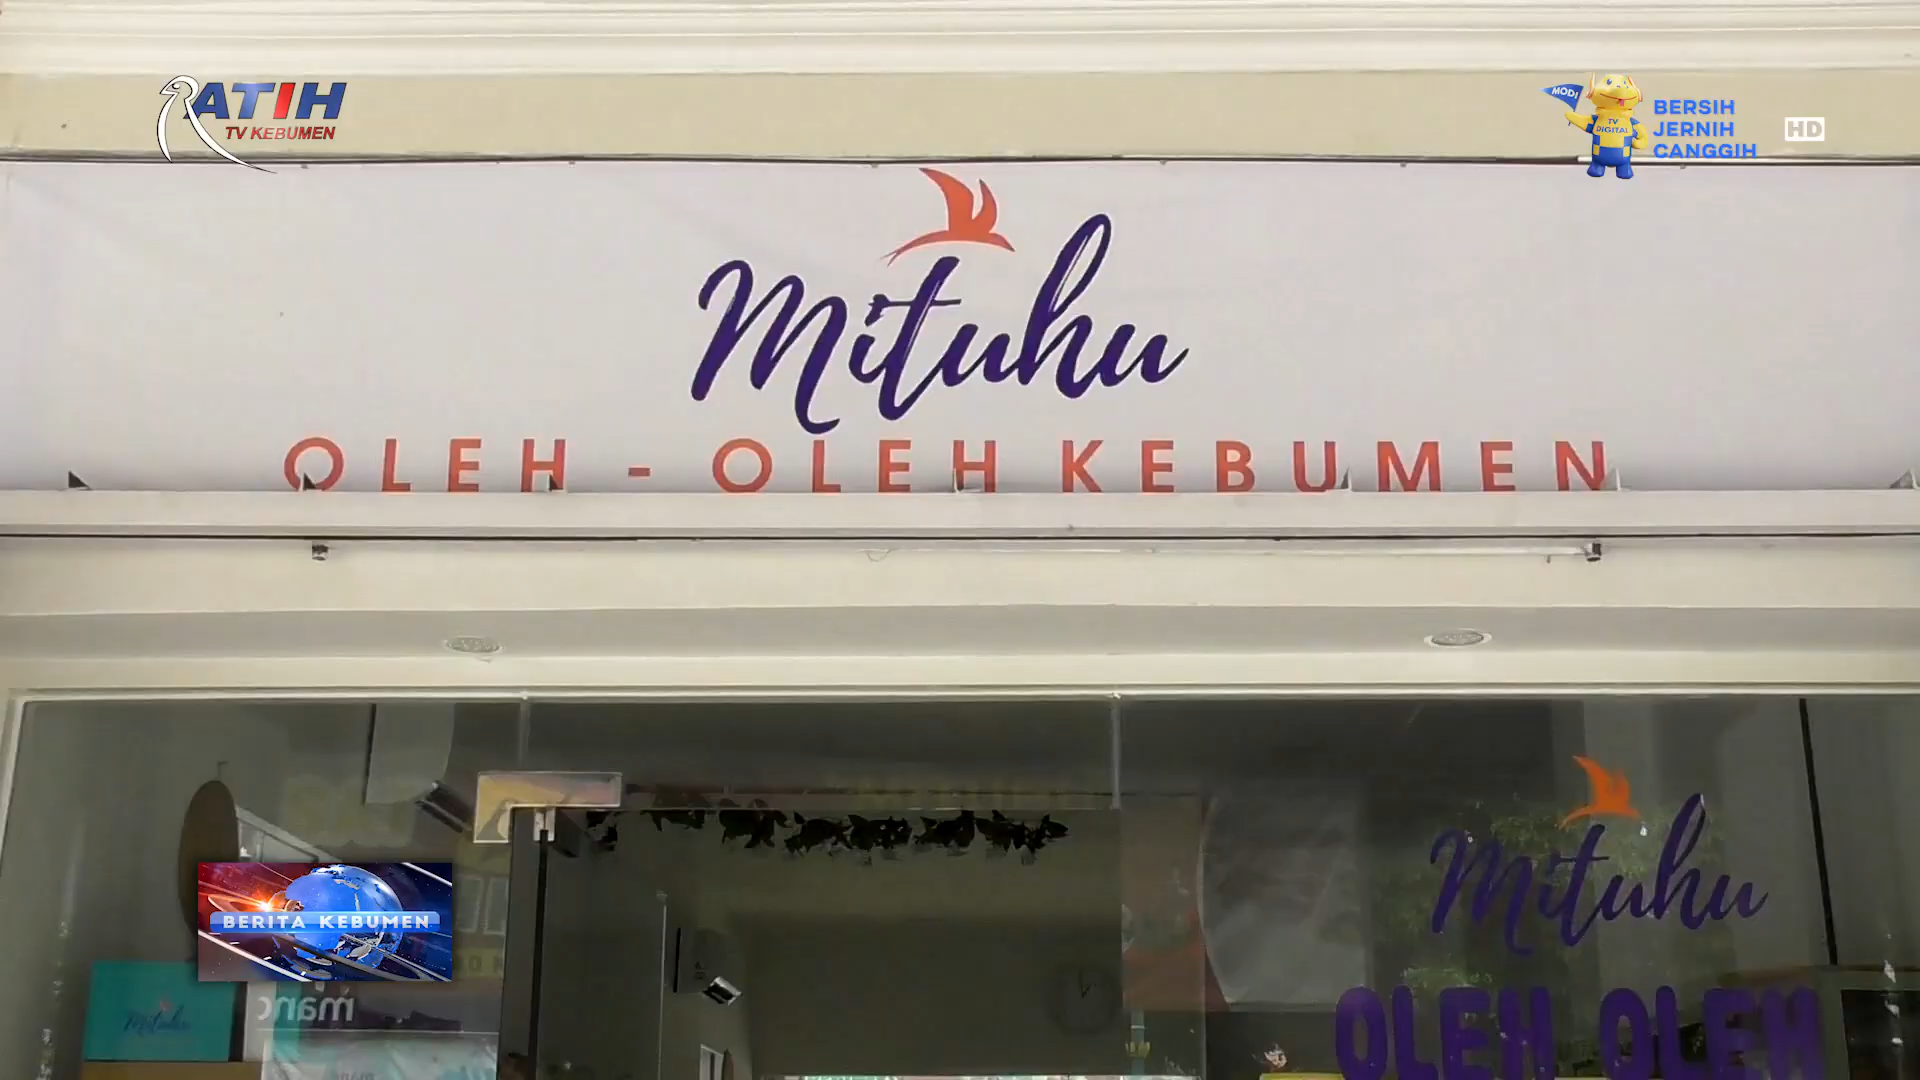 RATIH
TV KEBUMEN
MODI
TV
DIGITAL
BERSIH
JERNIH
CANGGIH
HD
Mituhu
OLEH - OLEH KEBUMEN
Mituhu
OLEH OLEH
BERITA KEBUMEN
Mituhu